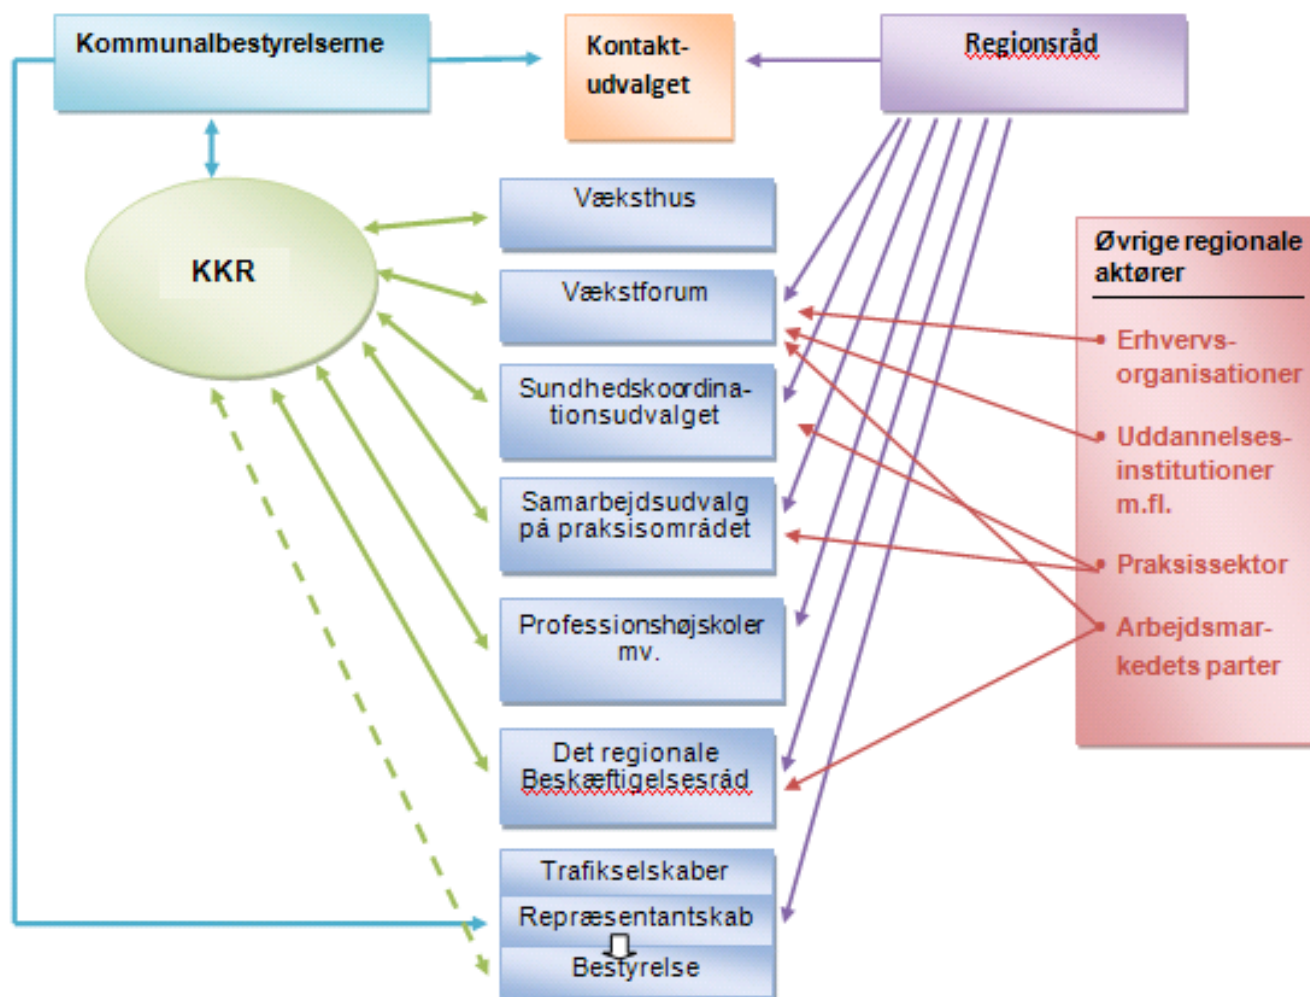 Kommunalbestyrelserne
Kontakt-
udvalget
Regionsråd
KKR
Væksthus
Vækstforum
Sundhedskoordina-
tionsudvalget
Samarbejdsudvalg
på praksisområdet
Professionshøjskoler
mv.
Det regionale
Beskæftigelsesråd
Trafikselskaber
Repræsentantskab
Bestyrelse
Øvrige regionale
aktører
• Erhvervs-
organisationer
• Uddannelses-
institutioner
m.fl.
• Praksissektor
• Arbejdsmar-
kedets parter